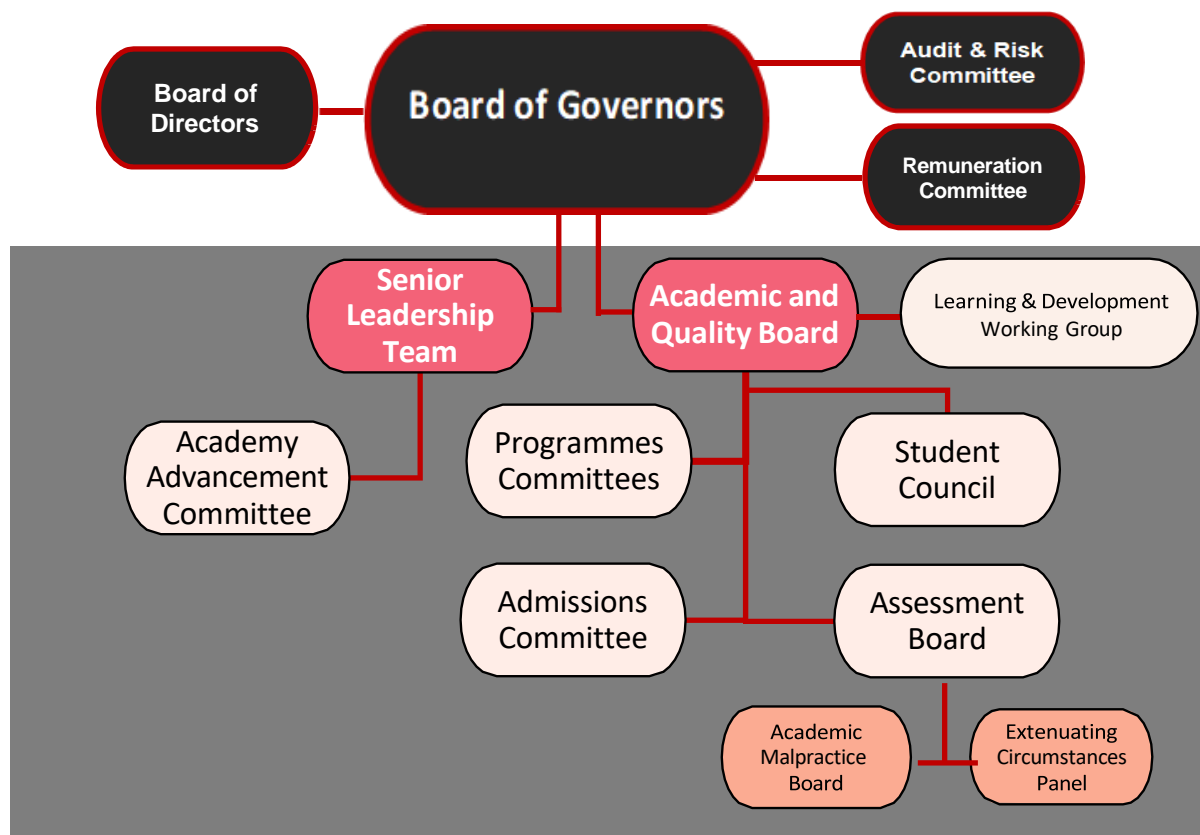 Board of
Directors
Board of Governors
Audit & Risk
Committee
Remuneration
Committee
Senior
Leadership
Team
Academic and
Quality Board
Learning & Development
Working Group
Academy
Advancement
Committee
Programmes
Committees
Student
Council
Admissions
Committee
Assessment
Board
Academic
Malpractice
Board
Extenuating
Circumstances
Panel